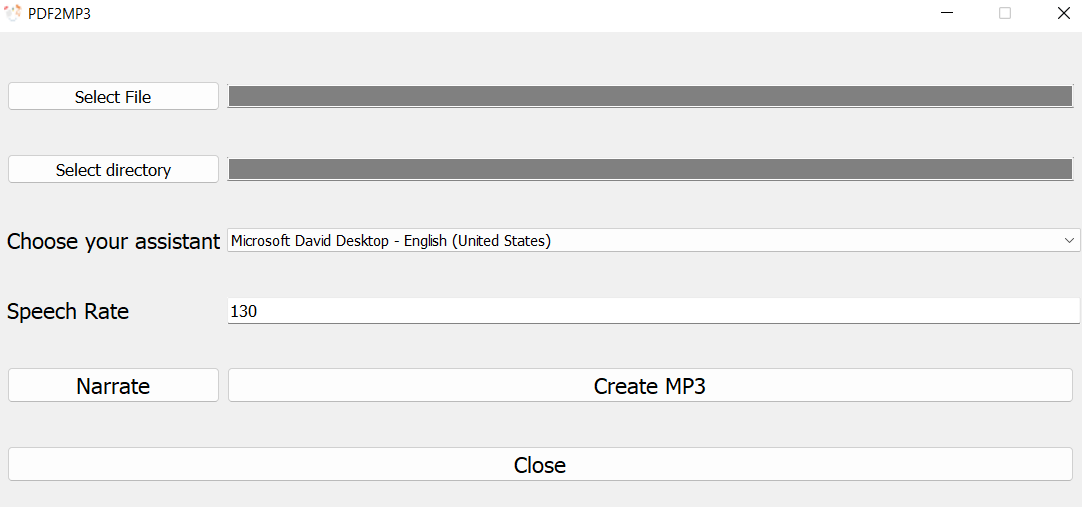 PDF2MP3
Select File
Select directory
Choose your assistant Microsoft David Desktop - English (United States)
Speech Rate 130
Narrate Create MP3
Close